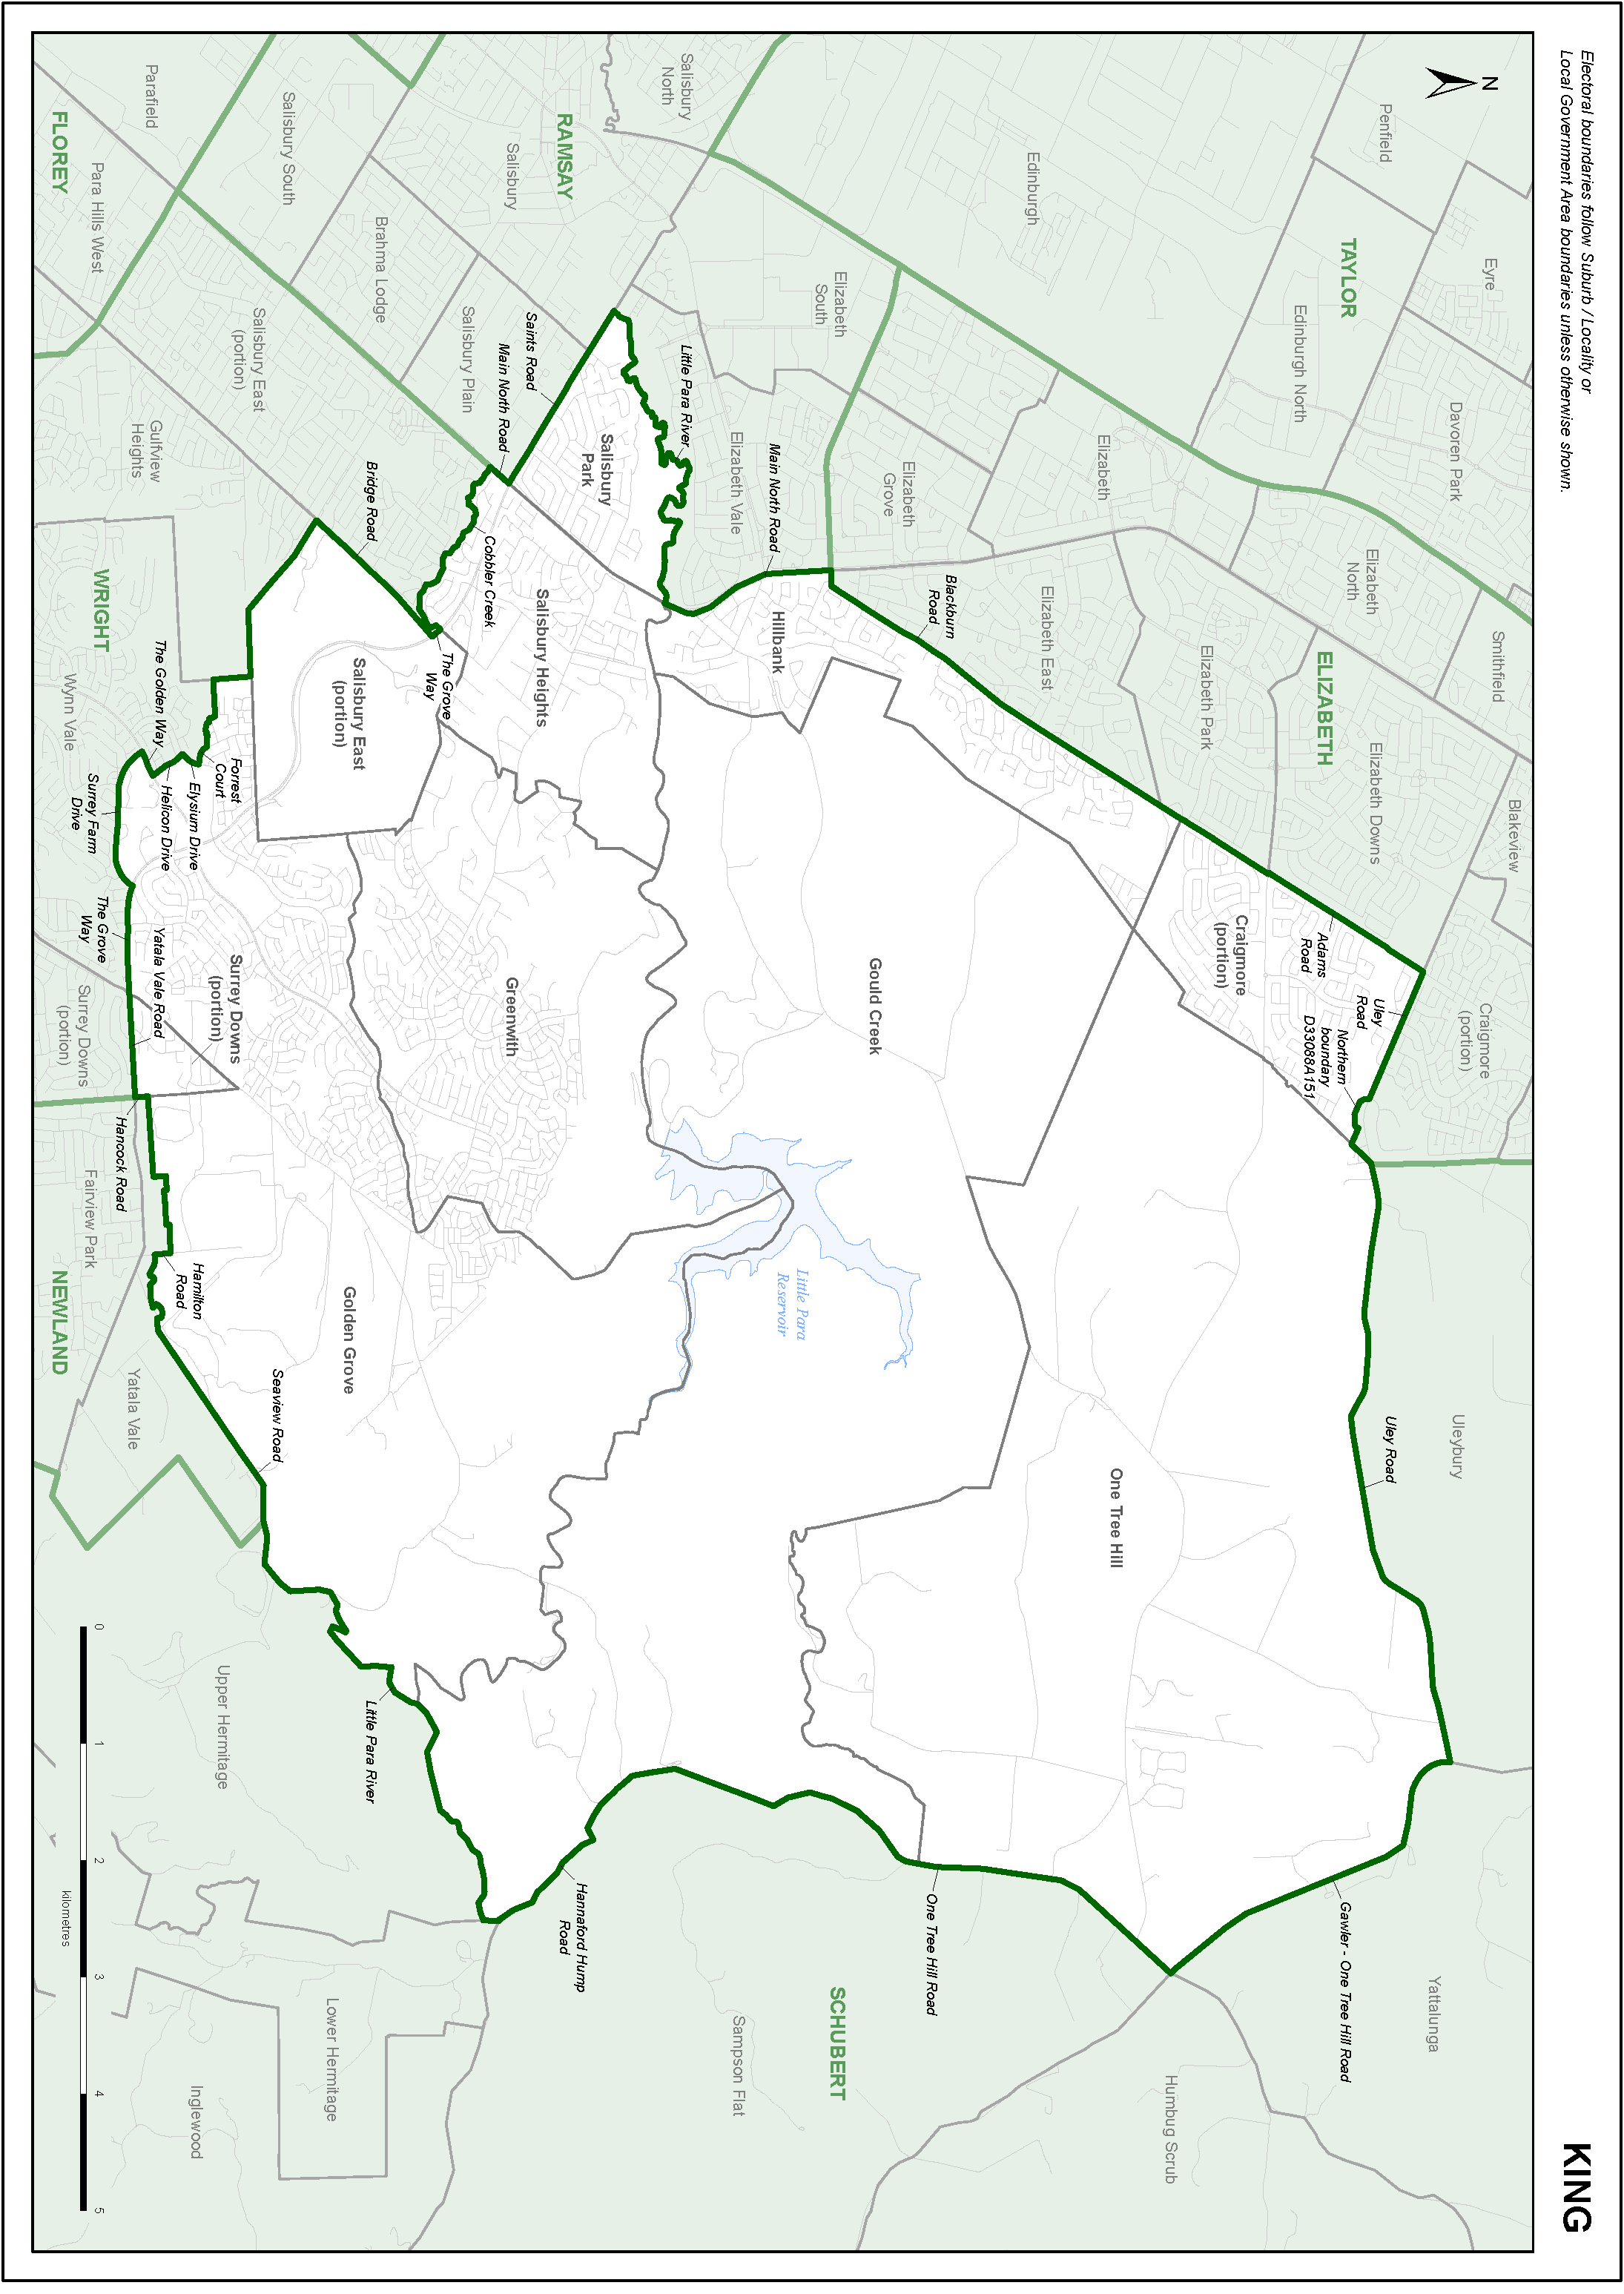 KING
Electoral boundaries follow Suburb / Locality or
Local Government Area boundaries unless otherwise shown.
N
Penfield
Eyre
TAYLOR
Davoren Park
Edinburgh North
Edinburgh
Elizabeth
North
Smithfield
Blakeview
ELIZABETH
Elizabeth Downs
Craigmore
(portion)
Uleybury
Yattalunga
Salisbury
North
Elizabeth
South
Elizabeth
Grove
Elizabeth
Elizabeth Park
Elizabeth East
Elizabeth Vale
Adams
Road
Uley
Road
Northern
boundary
D3088A151
Craigmore
(portion)
Uley Road
Gawler - One Tree Hill Road
Humbug Scrub
Main North Road
Blackburn
Road
Little Para River
Hillbank
Gould Creek
One Tree Hill
One Tree Hill Road
SCHUBERT
Sampson Flat
RAMSAY
Salisbury
Salisbury
Park
Saints Road
Main North Road
Salisbury Plain
Cobbler Creek
Salisbury Heights
Little Para
Reservoir
Greenwith
Hannaford Hump
Road
Salisbury South
Brahma Lodge
Bridge Road
The Grove
Way
Salisbury East
(portion)
Salisbury East
(portion)
Golden Grove
Little Para River
Lower Hermitage
Parafield
FLOREY
Para Hills West
Gulfview
Heights
WRIGHT
The Golden Way
Wynn Vale
Forrest
Court
Elysium Drive
Helicon Drive
Surrey Farm
Drive
The Grove
Way
Yatala Vale Road
Surrey Downs
(portion)
Surrey Downs
(portion)
Hancock Road
Fairview Park
Hamilton
Road
Seaview Road
NEWLAND
Yatala Vale
Upper Hermitage
Inglewood
0 1 2 3 4 5
kilometres